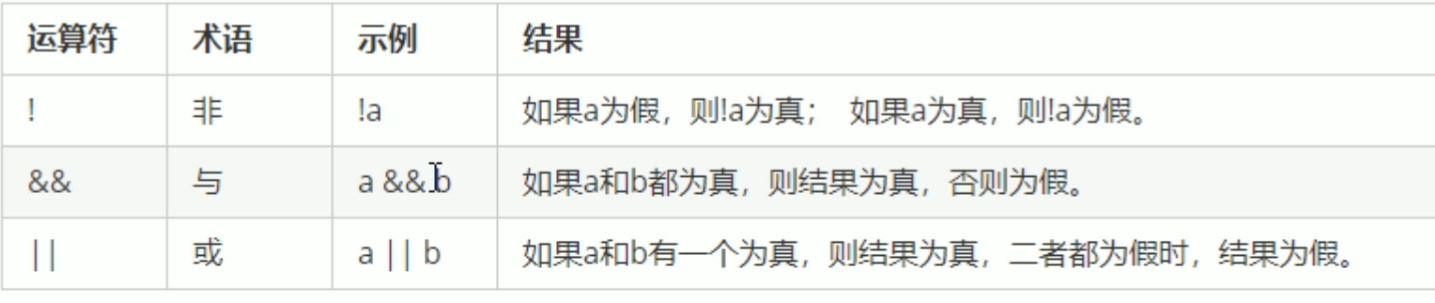 运算符 术语 示例 结果
! 非 !a 如果a为假，则!a为真； 如果a为真，则!a为假。
&& 与 a && b 如果a和b都为真，则结果为真，否则为假。
|| 或 a || b 如果a和b有一个为真，则结果为真，二者都为假时，结果为假。